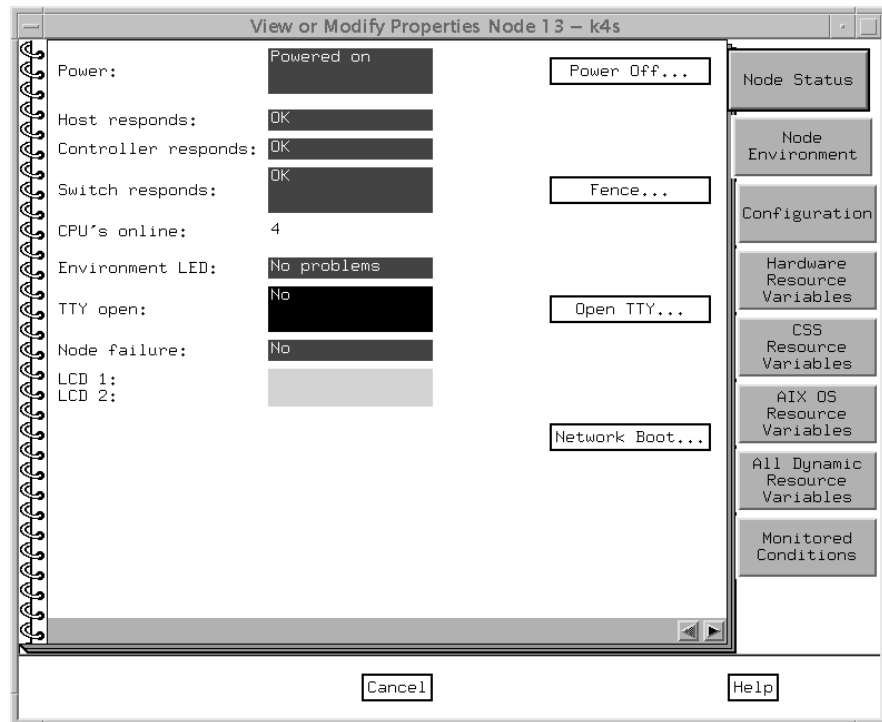 View or Modify Properties Node 13 – k4s
Power:
Powered on
Power Off...
Host responds:
OK
Controller responds:
OK
Switch responds:
OK
Fence...
CPU's online:
4
Environment LED:
No problems
TTY open:
No
Open TTY...
Node failure:
No
LCD 1:
LCD 2:
Network Boot...
Node Status
Node
Environment
Configuration
Hardware
Resource
Variables
CSS
Resource
Variables
AIX OS
Resource
Variables
All Dynamic
Resource
Variables
Monitored
Conditions
Cancel
Help